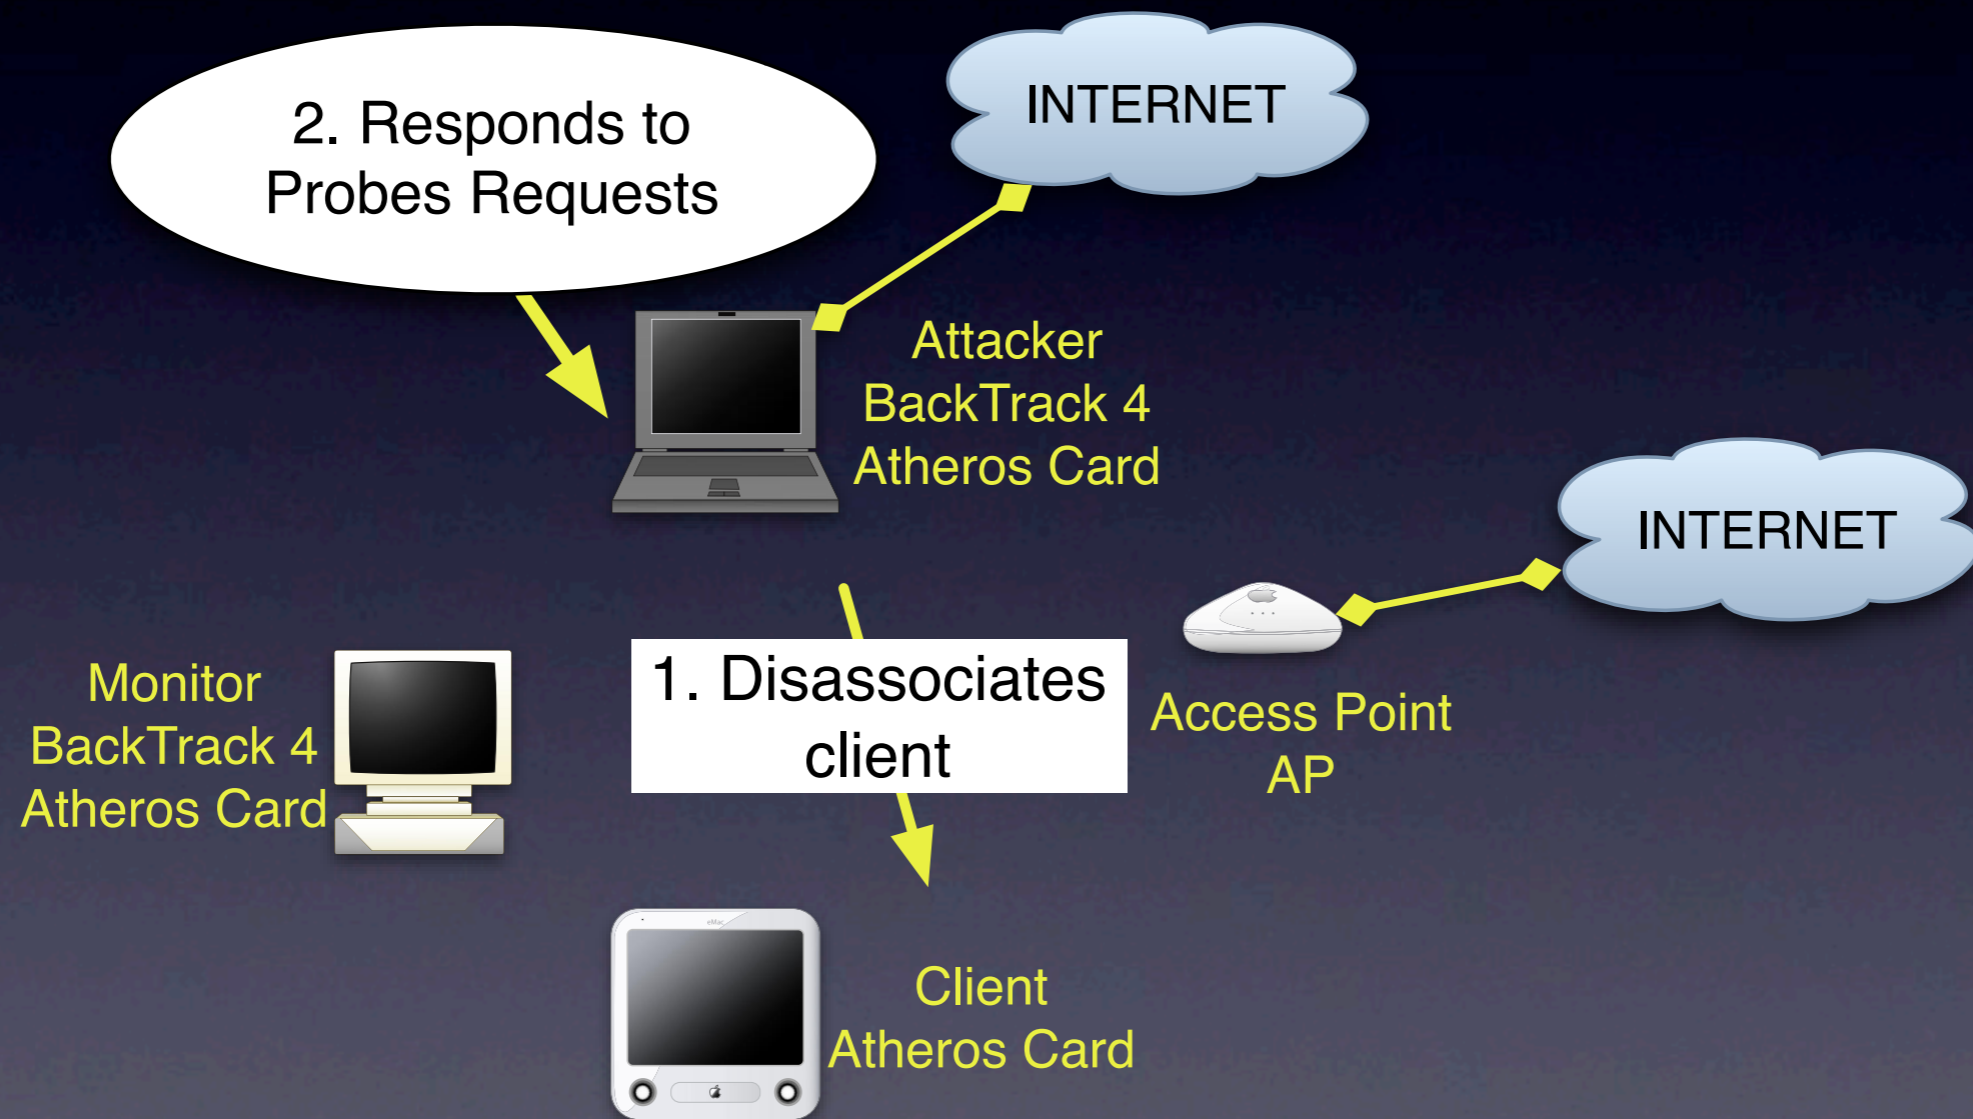 2. Responds to
Probes Requests
INTERNET
Attacker
BackTrack 4
Atheros Card
INTERNET
Monitor
BackTrack 4
Atheros Card
1. Disassociates
client
Access Point
AP
eMac
Client
Atheros Card